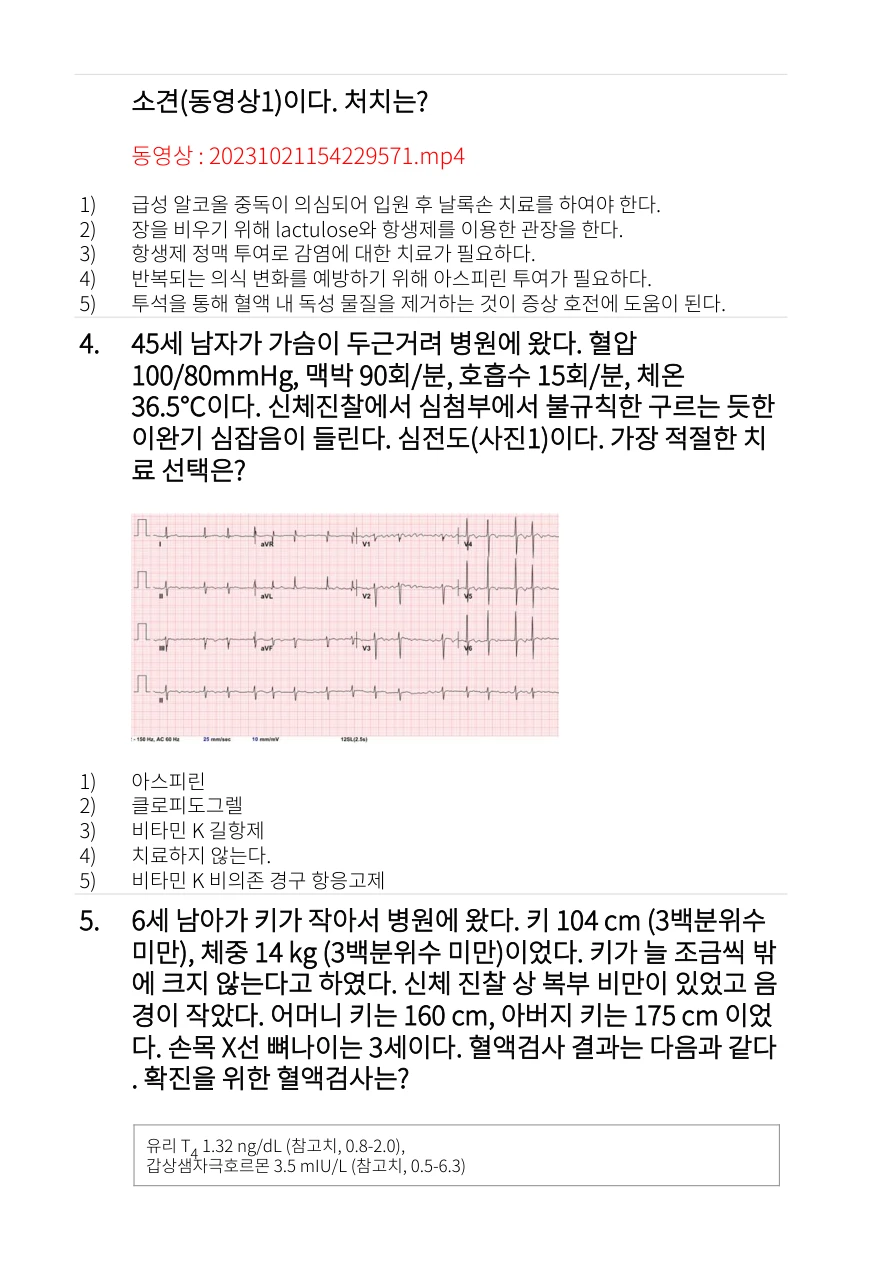 소견(동영상1)이다. 처치는?
동영상 : 20231021154229571.mp4
1) 급성 알코올 중독이 의심되어 입원 후 날록손 치료를 하여야 한다.
2) 장을 비우기 위해 lactulose와 항생제를 이용한 관장을 한다.
3) 항생제 정맥 투여로 감염에 대한 치료가 필요하다.
4) 반복되는 의식 변화를 예방하기 위해 아스피린 투여가 필요하다.
5) 투석을 통해 혈액 내 독성 물질을 제거하는 것이 증상 호전에 도움이 된다.
4. 45세 남자가 가슴이 두근거려 병원에 왔다. 혈압
100/80mmHg, 맥박 90회/분, 호흡수 15회/분, 체온
36.5℃이다. 신체진찰에서 심첨부에서 불규칙한 구르는 듯한
이완기 심잡음이 들린다. 심전도(사진1)이다. 가장 적절한 치
료 선택은?
I aVR V1 V4
II aVL V2 V5
III aVF V3 V6
II
- 150 Hz, AC 60 Hz 25 mm/sec 10 mm/mV 12SL(2.5s)
1) 아스피린
2) 클로피도그렐
3) 비타민 K 길항제
4) 치료하지 않는다.
5) 비타민 K 비의존 경구 항응고제
5. 6세 남아가 키가 작아서 병원에 왔다. 키 104 cm (3백분위수
미만), 체중 14 kg (3백분위수 미만)이었다. 키가 늘 조금씩 밖
에 크지 않는다고 하였다. 신체 진찰 상 복부 비만이 있었고 음
경이 작았다. 어머니 키는 160 cm, 아버지 키는 175 cm 이었
다. 손목 X선 뼈나이는 3세이다. 혈액검사 결과는 다음과 같다
. 확진을 위한 혈액검사는?
유리 T4 1.32 ng/dL (참고치, 0.8-2.0),
갑상샘자극호르몬 3.5 mIU/L (참고치, 0.5-6.3)